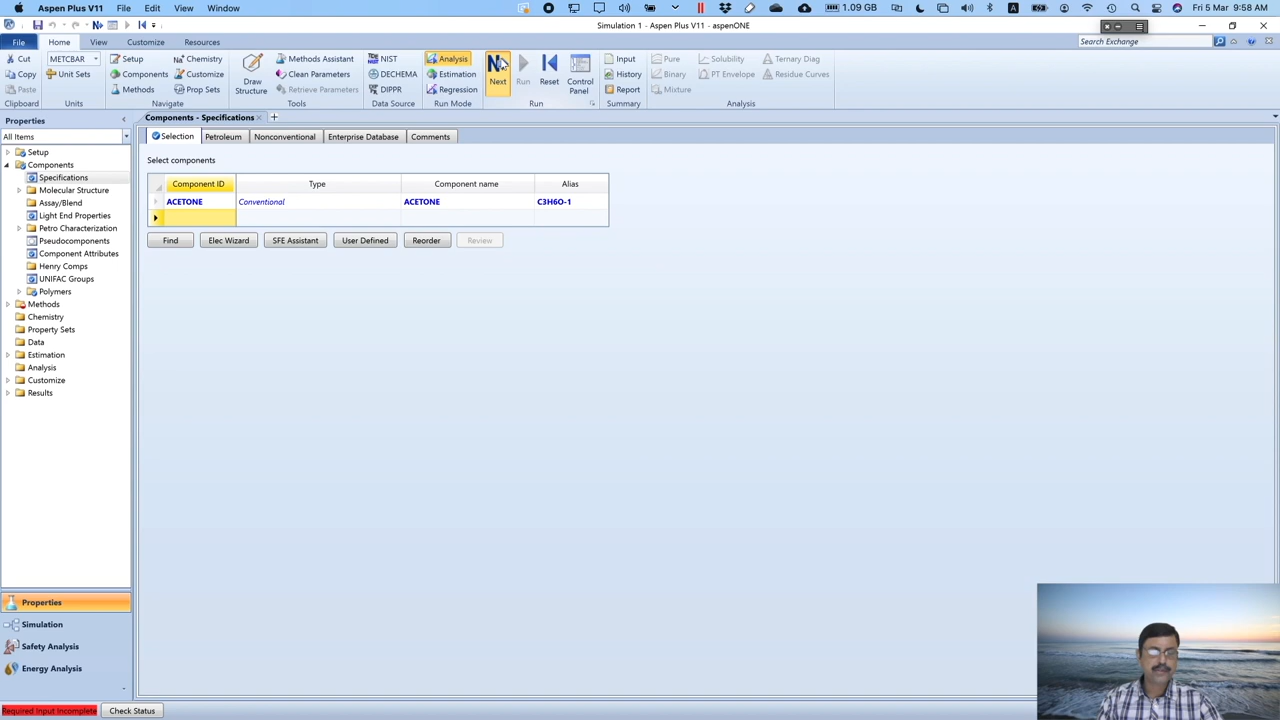 Aspen Plus V11 File Edit View Window 1.09 GB A Fri 5 Mar 9:58 AM
Simulation 1 - Aspen Plus V11 - aspenONE
File Home View Customize Resources Search Exchange
Cut METCBAR Setup Chemistry Methods Assistant NIST Analysis Input Pure Solubility Ternary Diag
Copy Unit Sets Components Customize Clean Parameters DECHEMA Estimation History Binary PT Envelope Residue Curves
Paste Methods Prop Sets Draw Structure Retrieve Parameters DIPPR Regression Next Run Reset Control Panel Report Mixture
Clipboard Units Navigate Tools Data Source Run Mode Run Summary Analysis
Properties
All Items
Setup
Components
Specifications
Molecular Structure
Assay/Blend
Light End Properties
Petro Characterization
Pseudocomponents
Component Attributes
Henry Comps
UNIFAC Groups
Polymers
Methods
Chemistry
Property Sets
Data
Estimation
Analysis
Customize
Results
Properties
Simulation
Safety Analysis
Energy Analysis
Components - Specifications
Selection Petroleum Nonconventional Enterprise Database Comments
Select components
Component ID Type Component name Alias
ACETONE Conventional ACETONE C3H6O-1
Find Elec Wizard SFE Assistant User Defined Reorder Review
Required Input Incomplete Check Status